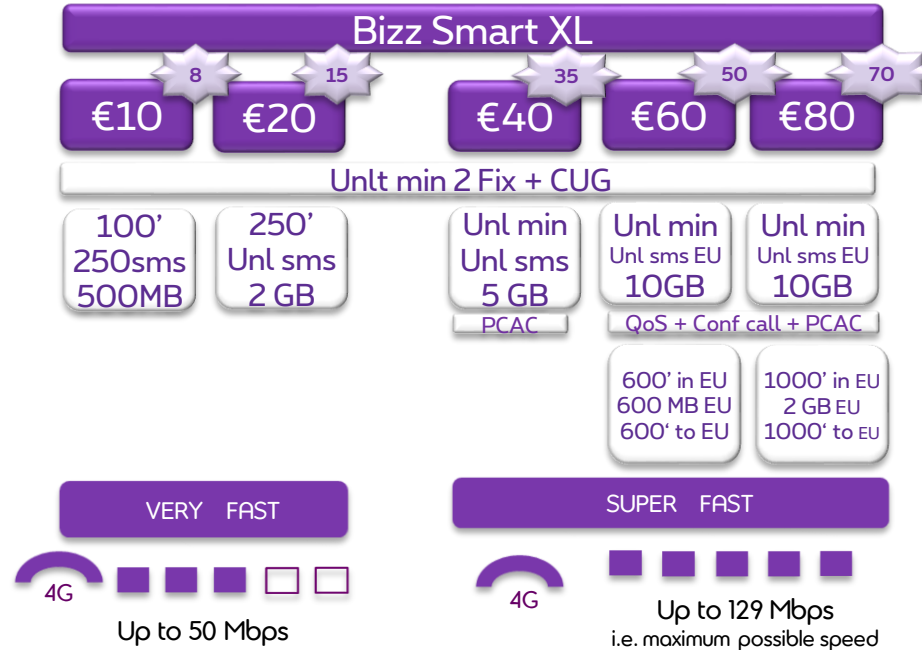 Bizz Smart XL
8
15
35
50
70
€10
€20
€40
€60
€80
Unlt min 2 Fix + CUG
100’
250sms
500MB
250’
Unl sms
2 GB
Unl min
Unl sms
5 GB
Unl min
Unl sms EU
10GB
Unl min
Unl sms EU
10GB
PCAC
QoS + Conf call + PCAC
600’ in EU
600 MB EU
600‘ to EU
1000’ in EU
2 GB EU
1000‘ to EU
VERY FAST
SUPER FAST
4G
Up to 50 Mbps
4G
Up to 129 Mbps
i.e. maximum possible speed